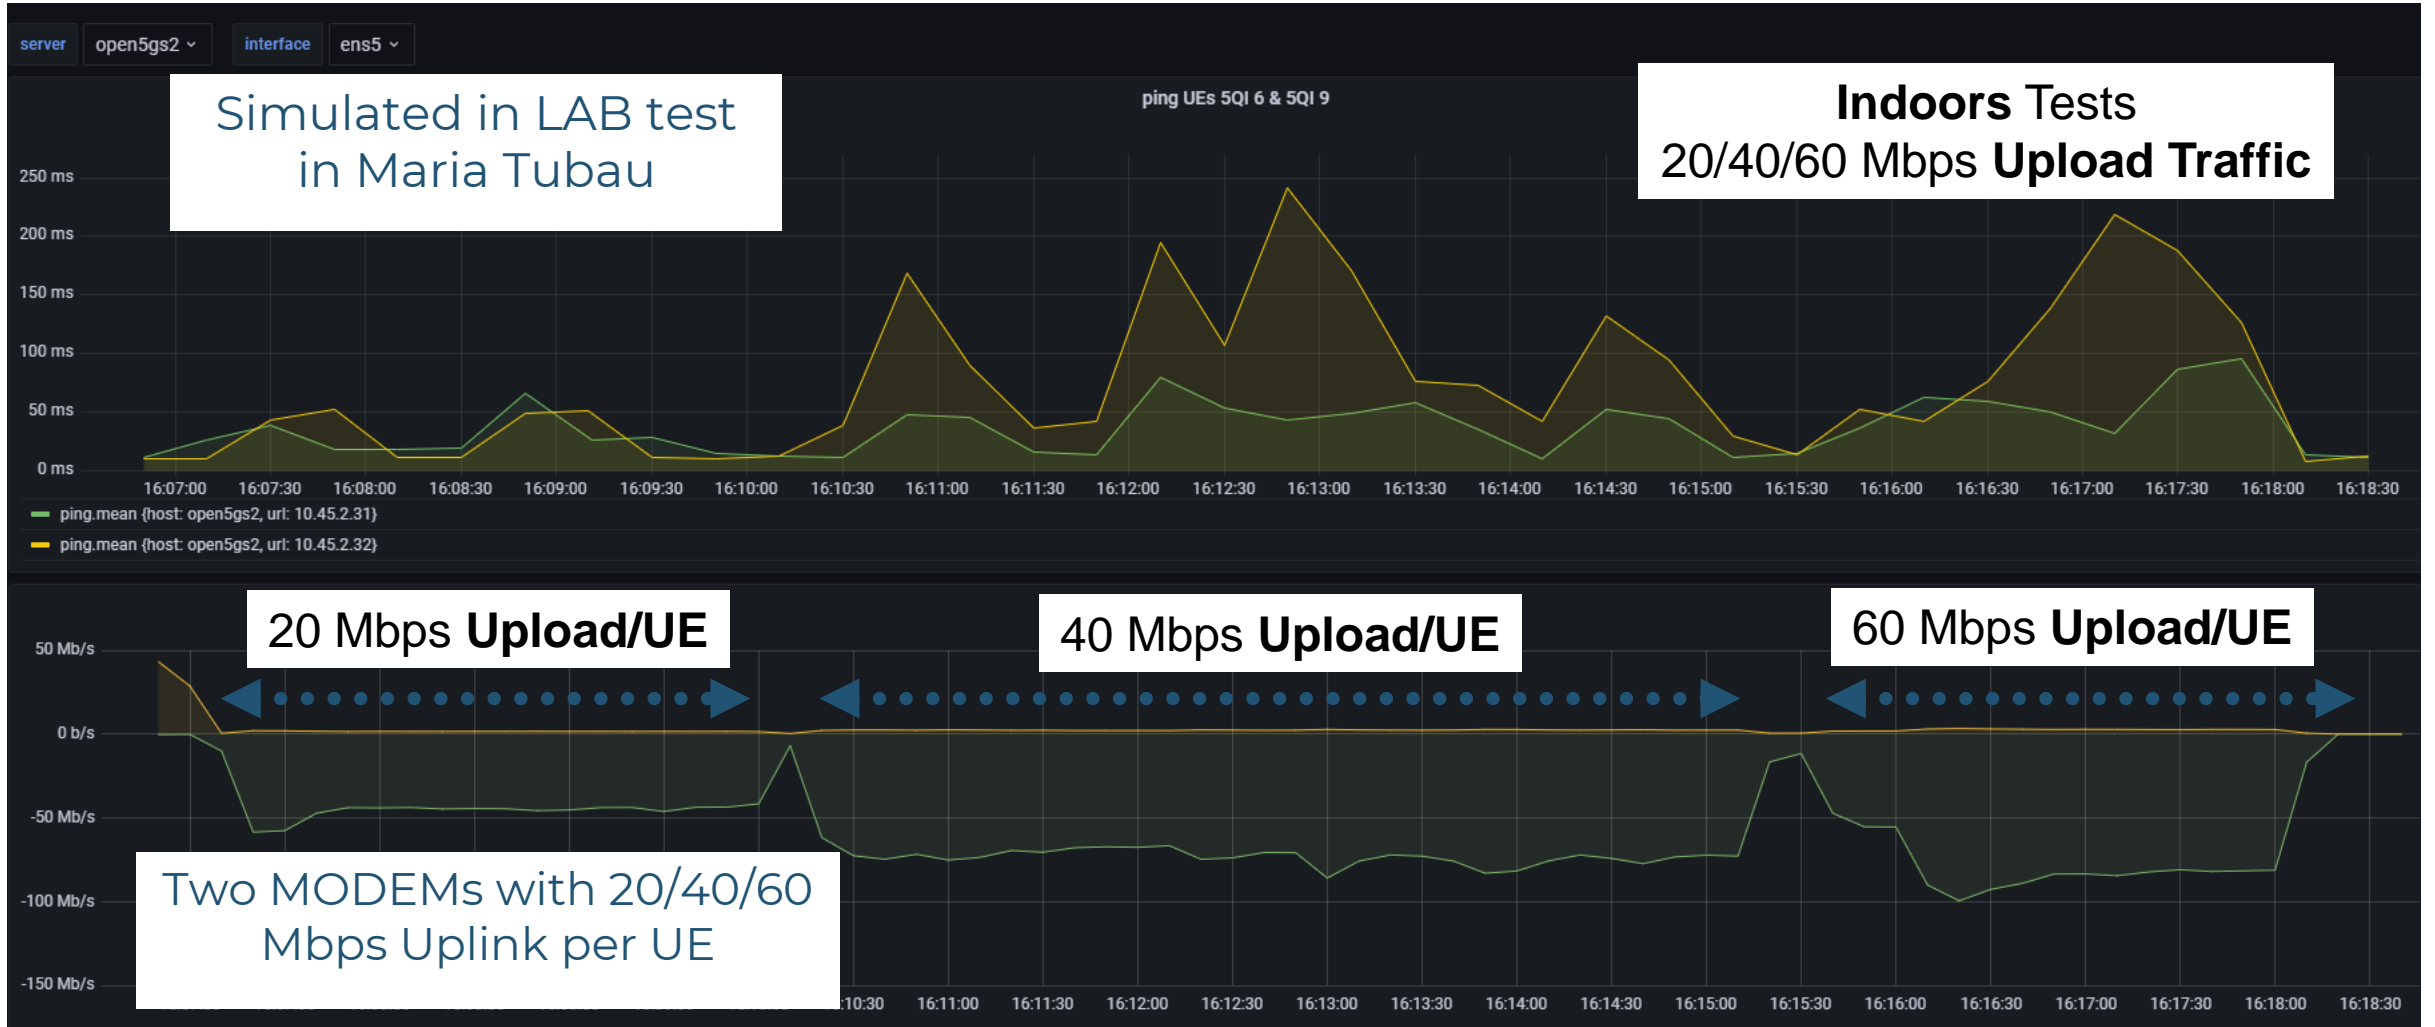 server open5gs2 interface ens5
Simulated in LAB test
in Maria Tubau
ping UEs 5QI 6 & 5QI 9
Indoors Tests
20/40/60 Mbps Upload Traffic
250 ms
200 ms
150 ms
100 ms
50 ms
0 ms
16:07:00 16:07:30 16:08:00 16:08:30 16:09:00 16:09:30 16:10:00 16:10:30 16:11:00 16:11:30 16:12:00 16:12:30 16:13:00 16:13:30 16:14:00 16:14:30 16:15:00 16:15:30 16:16:00 16:16:30 16:17:00 16:17:30 16:18:00 16:18:30
ping.mean {host: open5gs2, url: 10.45.2.31}
ping.mean {host: open5gs2, url: 10.45.2.32}
20 Mbps Upload/UE
40 Mbps Upload/UE
60 Mbps Upload/UE
50 Mb/s
0 b/s
-50 Mb/s
-100 Mb/s
-150 Mb/s
Two MODEMs with 20/40/60
Mbps Uplink per UE
:10:30 16:11:00 16:11:30 16:12:00 16:12:30 16:13:00 16:13:30 16:14:00 16:14:30 16:15:00 16:15:30 16:16:00 16:16:30 16:17:00 16:17:30 16:18:00 16:18:30